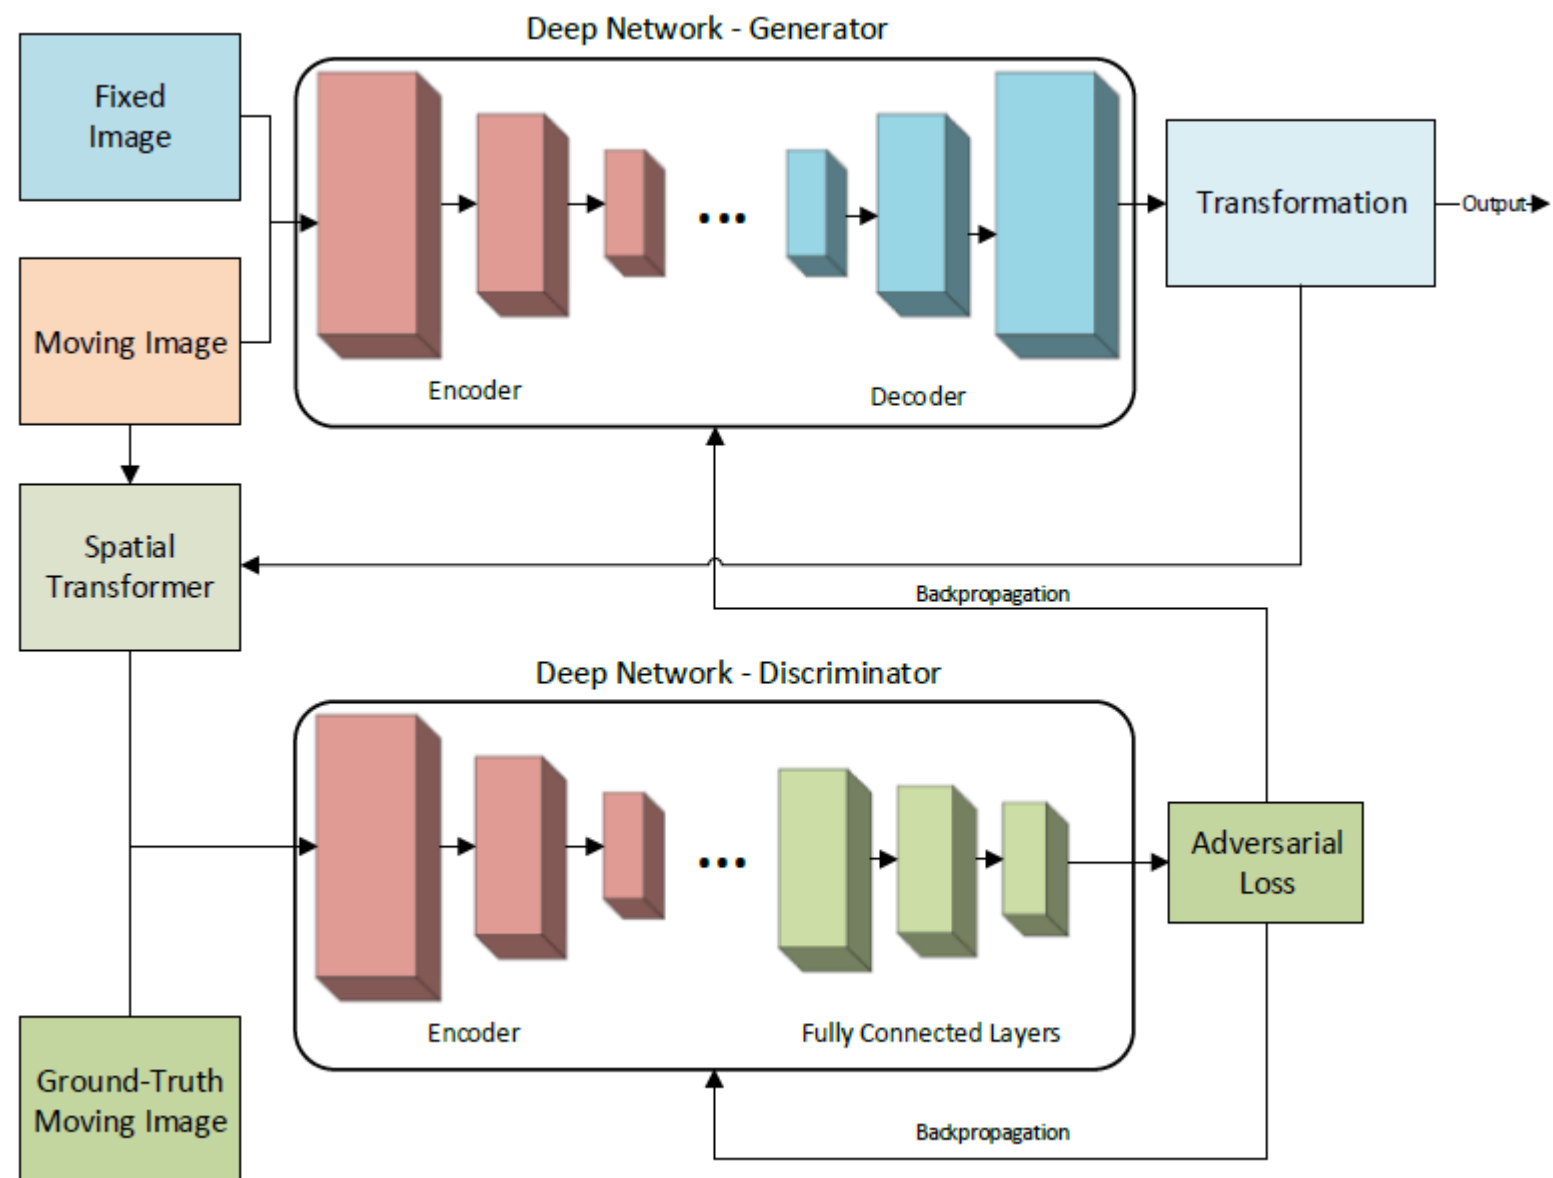 Deep Network - Generator
Fixed
Image
Moving Image
Encoder
Decoder
Transformation
Output
Spatial
Transformer
Backpropagation
Deep Network - Discriminator
Encoder
Fully Connected Layers
Adversarial
Loss
Ground-Truth
Moving Image
Backpropagation